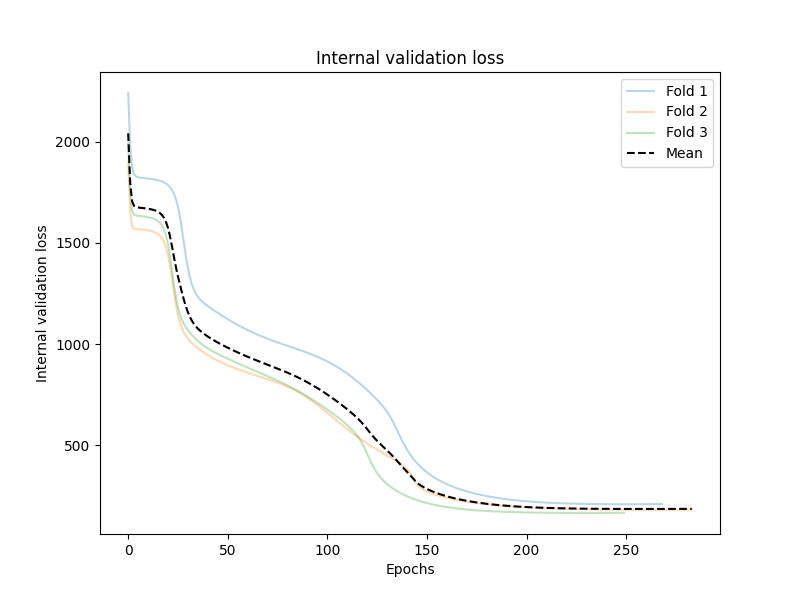 Internal validation loss
Fold 1
Fold 2
Fold 3
Mean
Internal validation loss
2000
1500
1000
500
0
50
100
150
200
250
Epochs